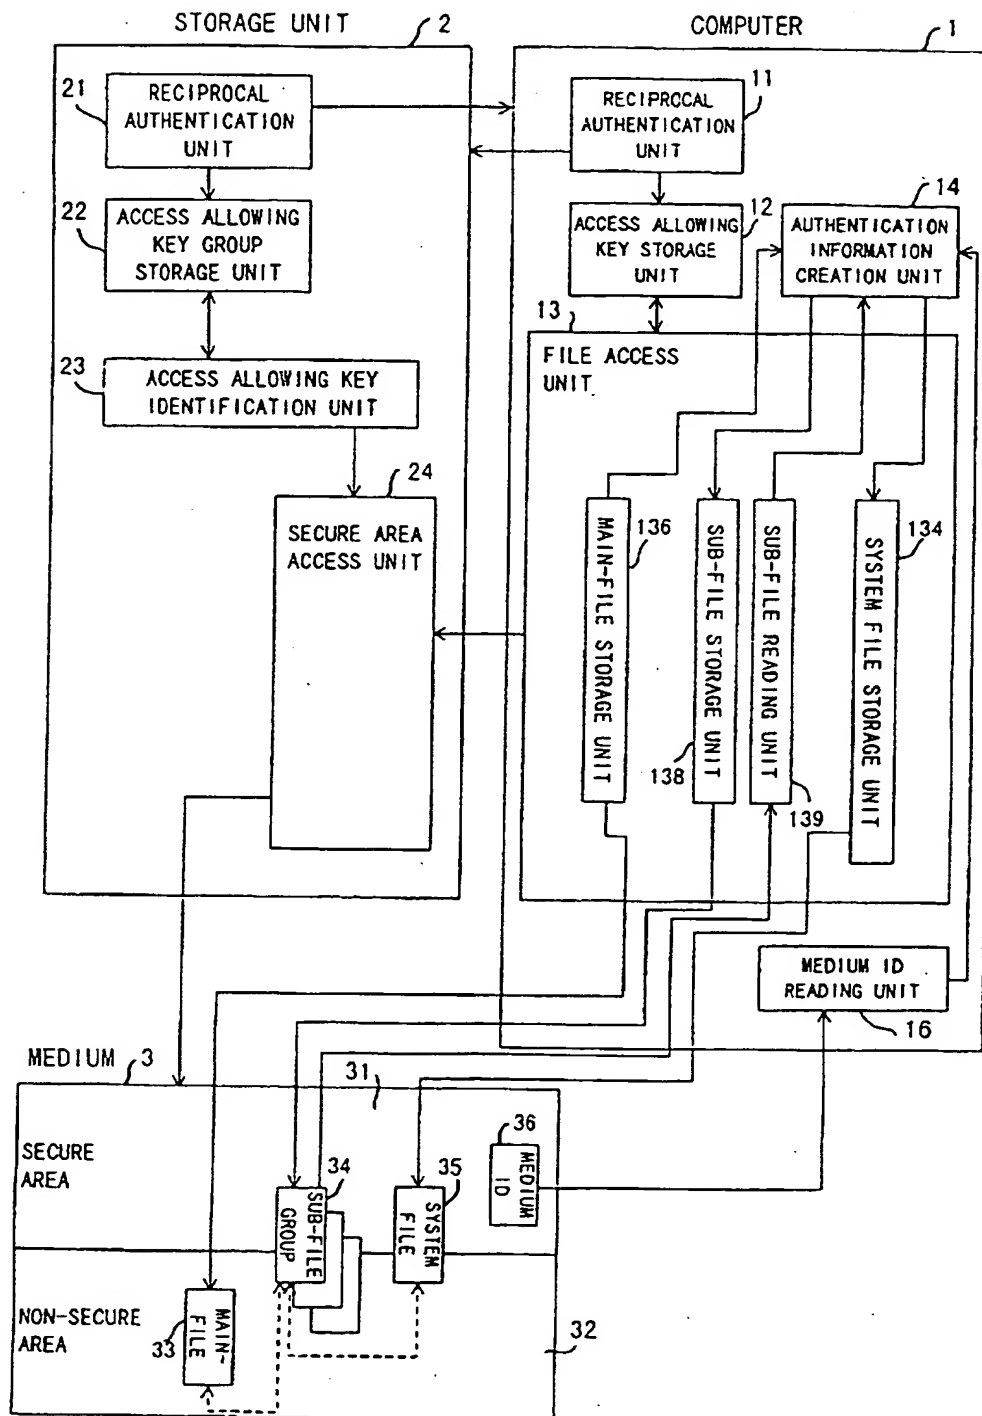 STORAGE UNIT
2
COMPUTER
1
21
RECIPROCAL
AUTHENTICATION
UNIT
11
RECIPROCAL
AUTHENTICATION
UNIT
22
ACCESS ALLOWING
KEY GROUP
STORAGE UNIT
12
ACCESS ALLOWING
KEY STORAGE
UNIT
14
AUTHENTICATION
INFORMATION
CREATION UNIT
13
FILE ACCESS
UNIT
23
ACCESS ALLOWING KEY
IDENTIFICATION UNIT
24
SECURE AREA
ACCESS UNIT
MAIN-FILE STORAGE UNIT
136
SUB-FILE STORAGE UNIT
138
SUB-FILE READING UNIT
139
SYSTEM FILE STORAGE UNIT
134
MEDIUM ID
READING UNIT
16
MEDIUM
3
31
SECURE
AREA
34
SUB-FILE
GROUP
35
SYSTEM
FILE
36
MEDIUM
ID
NON-SECURE
AREA
33
MAIN-
FILE
32